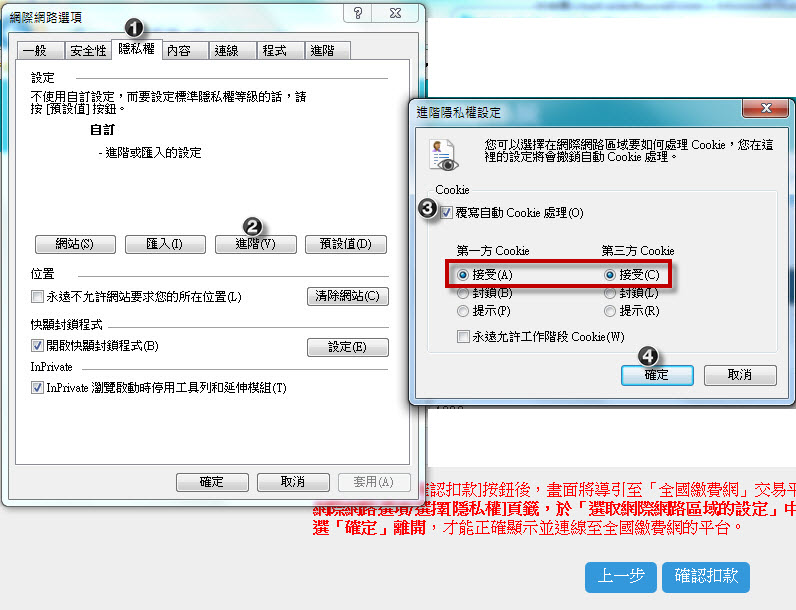 網際網路選項
1
一般 安全性 隱私權 內容 連線 程式 進階
設定
不使用自訂設定，而要設定標準隱私權等級的話，請
按 [預設值] 按鈕。
自訂
- 進階或匯入的設定
2
網站(S) 匯入(I) 進階(V) 預設值(D)
位置
永遠不允許網站要求您的所在位置(L) 清除網站(C)
快顯封鎖程式
開啟快顯封鎖程式(B) 設定(E)
InPrivate
InPrivate 瀏覽啟動時停用工具列和延伸模組(T)
確定 取消 套用(A)
進階隱私權設定
您可以選擇在網際網路區域要如何處理 Cookie，您在這
裡的設定將會撤銷自動 Cookie 處理。
Cookie
3 覆寫自動 Cookie 處理(O)
第一方 Cookie 第三方 Cookie
接受(A) 接受(C)
封鎖(B) 封鎖(L)
提示(P) 提示(R)
永遠允許工作階段 Cookie(W)
4
確定 取消
確認扣款]按鈕後，畫面將導引至「全國繳費網」交易平
網際網路選項/選擇[隱私權]頁籤，於「選取網際網路區域的設定」中
選「確定」離開，才能正確顯示並連線至全國繳費網的平台。
上一步 確認扣款